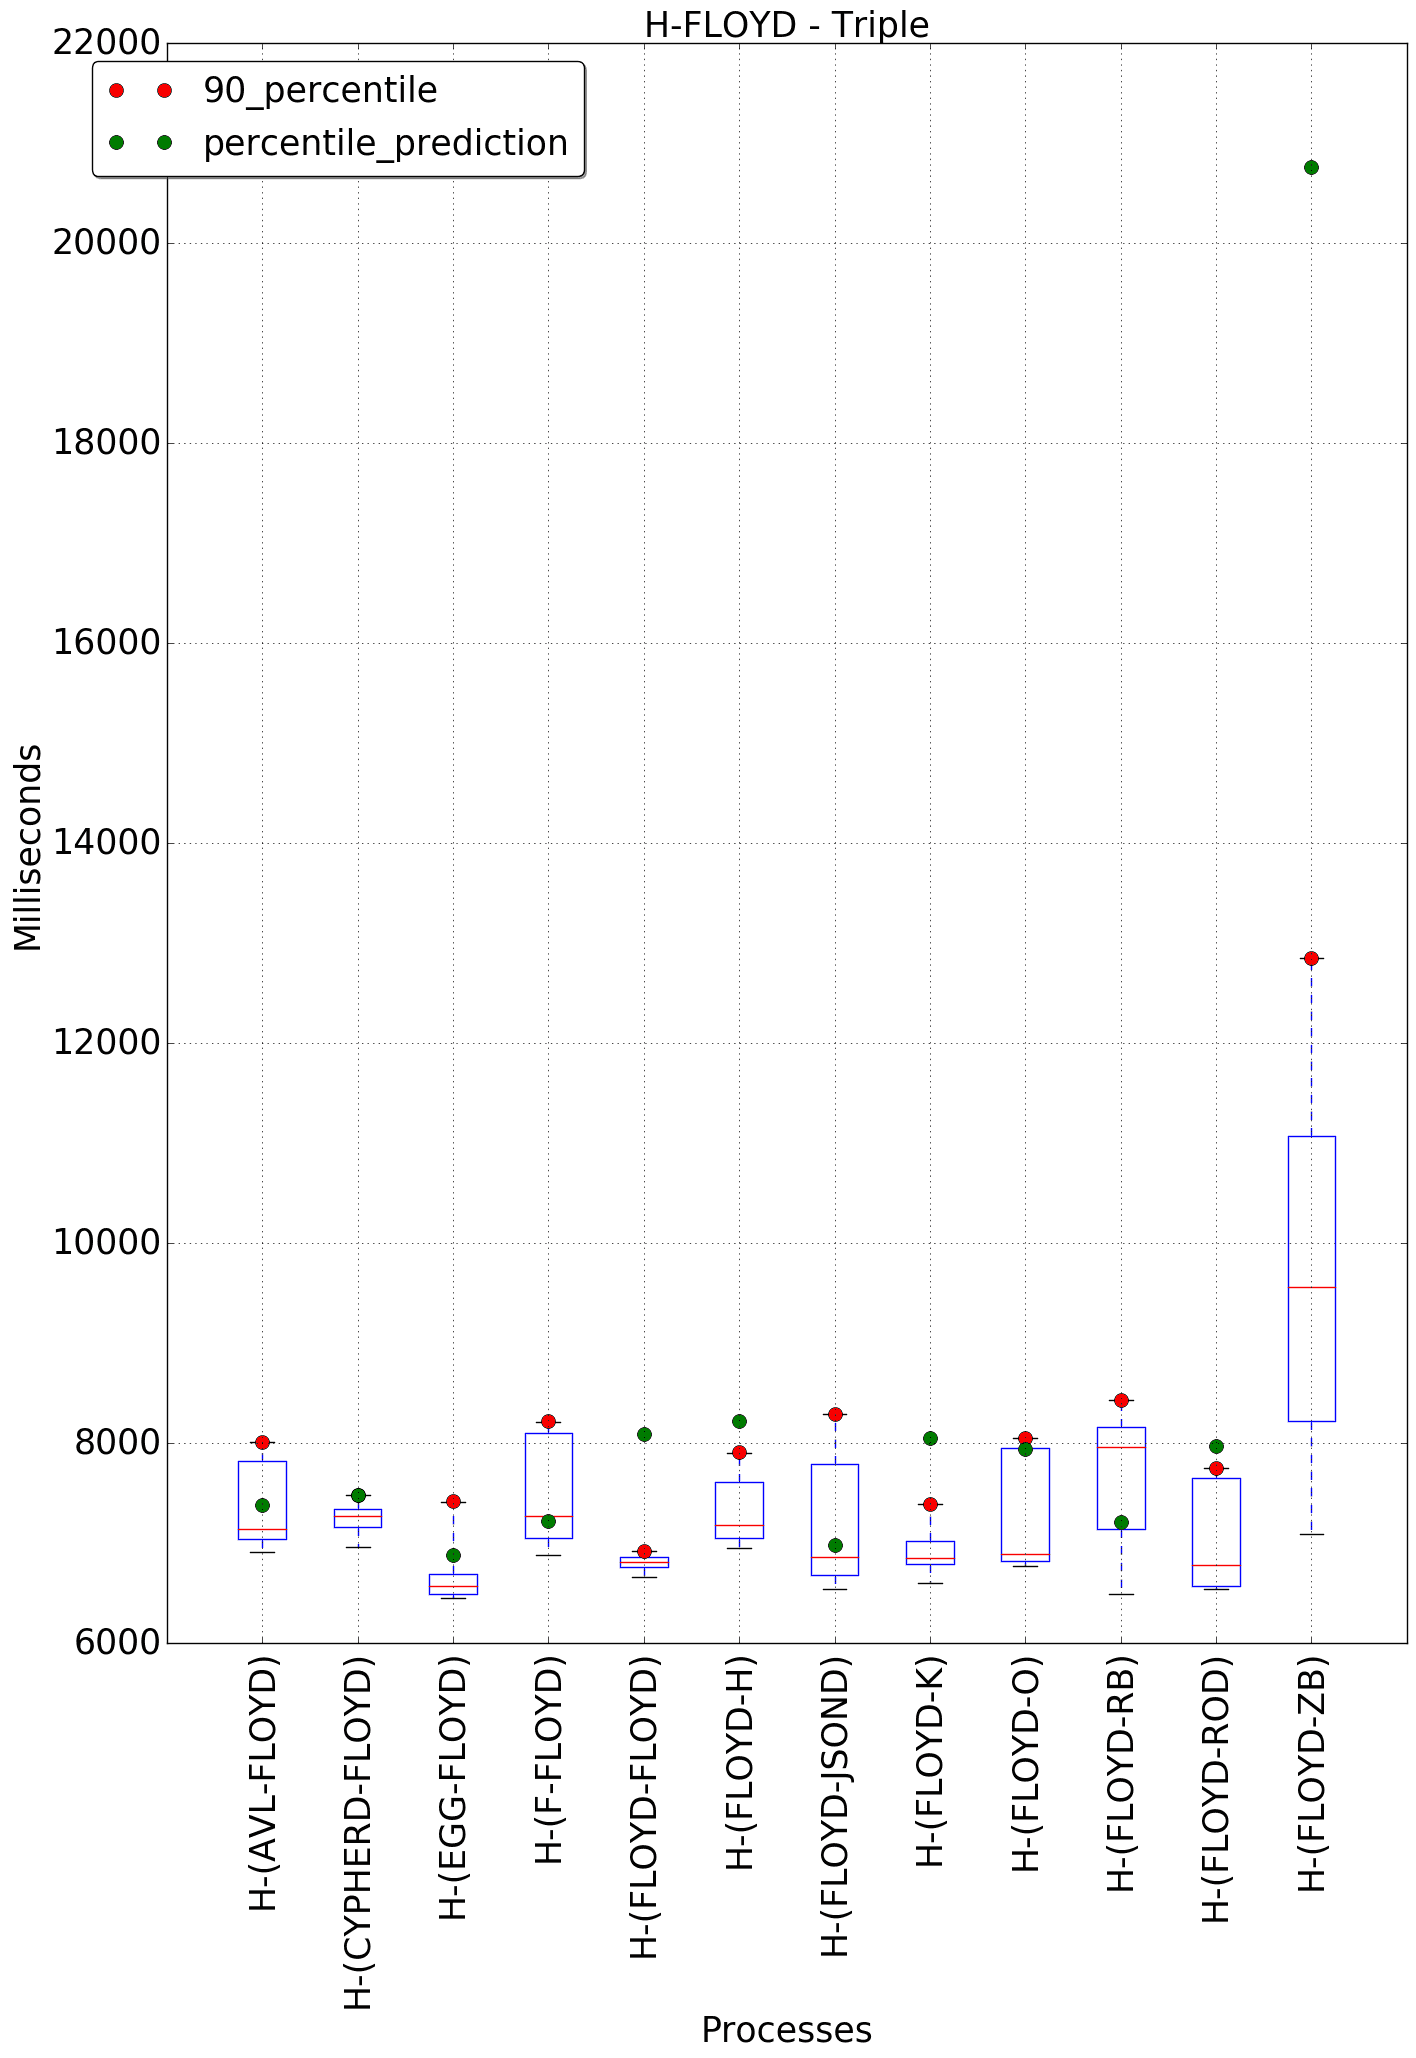 H-FLOYD - Triple
90_percentile
percentile_prediction
22000
20000
18000
16000
14000
12000
10000
8000
6000
Milliseconds
H-(AVL-FLOYD)
H-(CYPHERD-FLOYD)
H-(EGG-FLOYD)
H-(F-FLOYD)
H-(FLOYD-FLOYD)
H-(FLOYD-H)
H-(FLOYD-JSOND)
H-(FLOYD-K)
H-(FLOYD-O)
H-(FLOYD-RB)
H-(FLOYD-ROD)
H-(FLOYD-ZB)
Processes